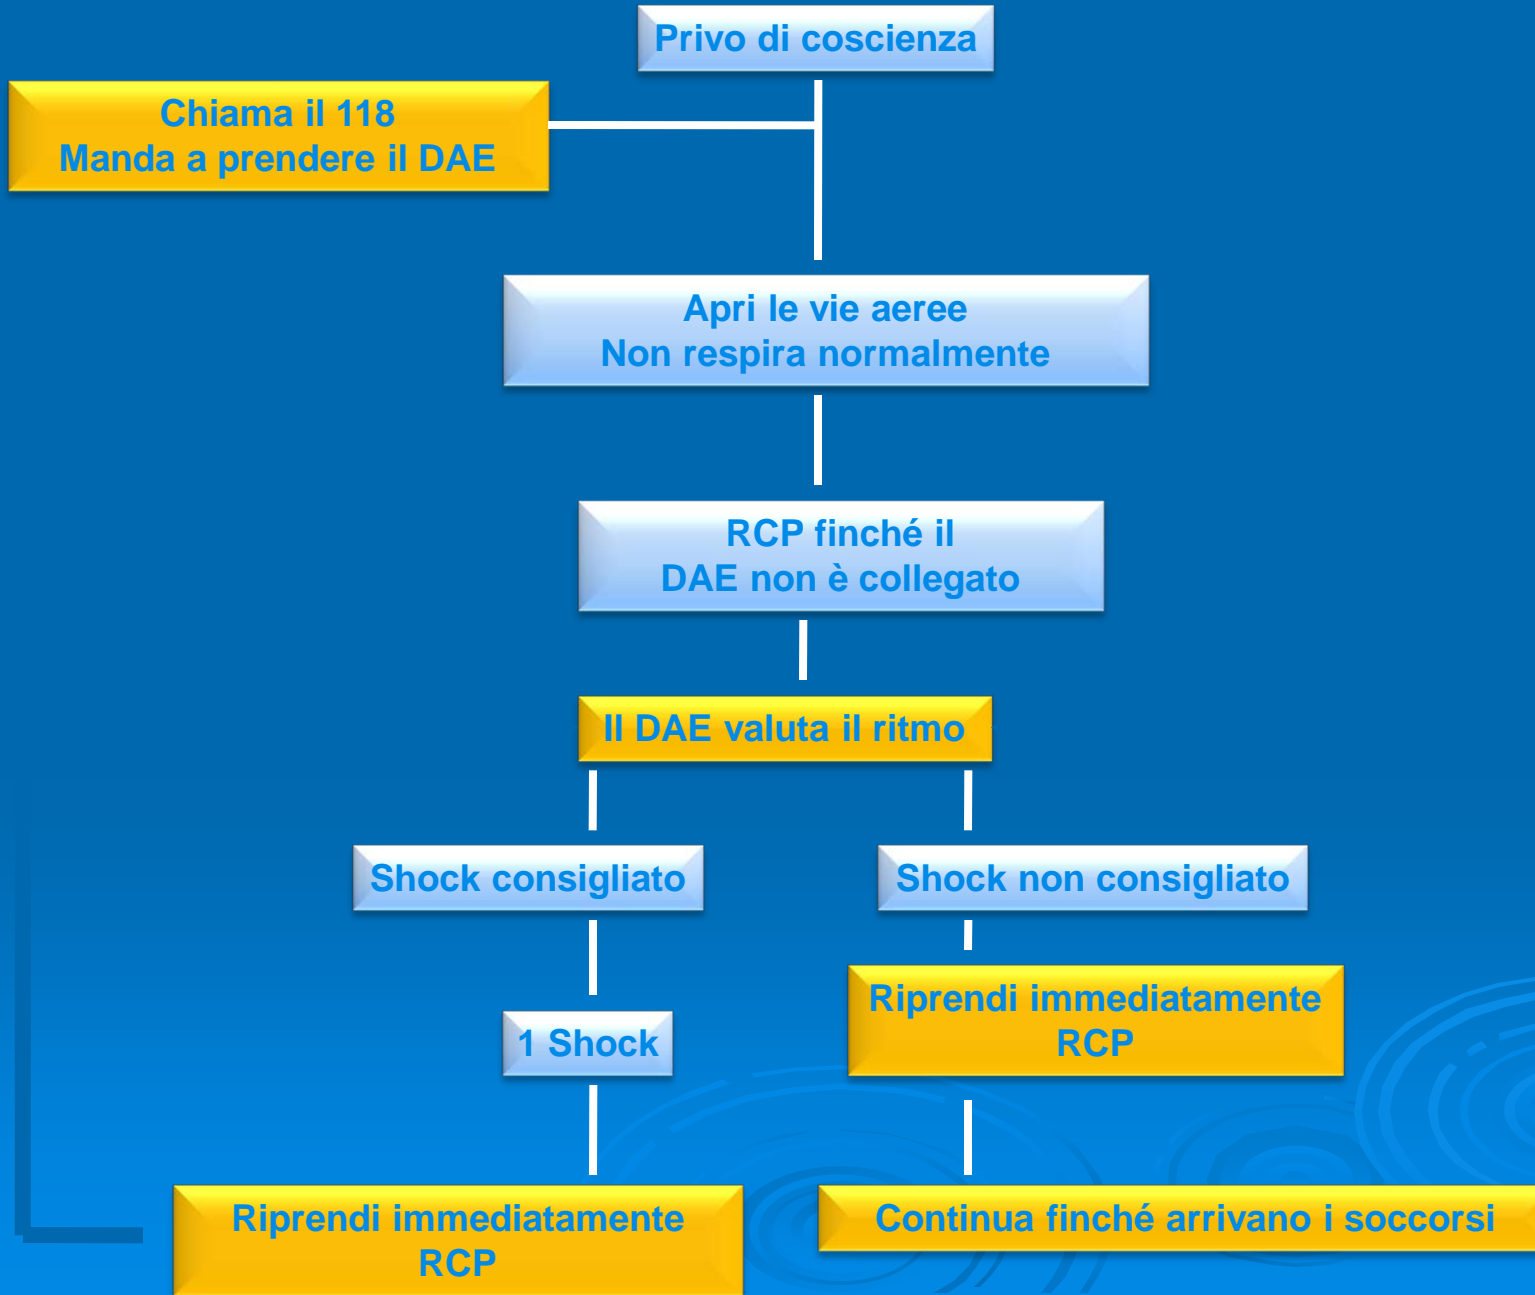 Privo di coscienza
Chiama il 118
Manda a prendere il DAE
Apri le vie aeree
Non respira normalmente
RCP finché il
DAE non è collegato
Il DAE valuta il ritmo
Shock consigliato
Shock non consigliato
1 Shock
Riprendi immediatamente
RCP
Riprendi immediatamente
RCP
Continua finché arrivano i soccorsi